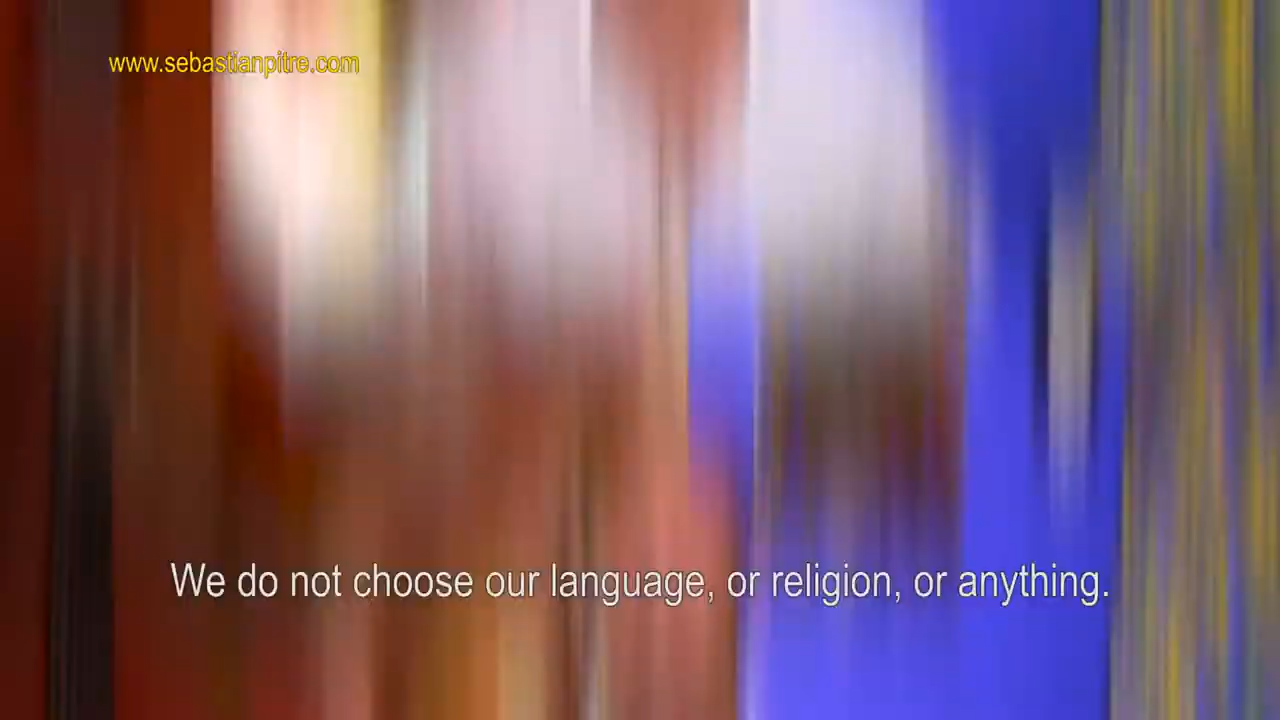 www.sebastianpitre.com
We do not choose our language, or religion, or anything.